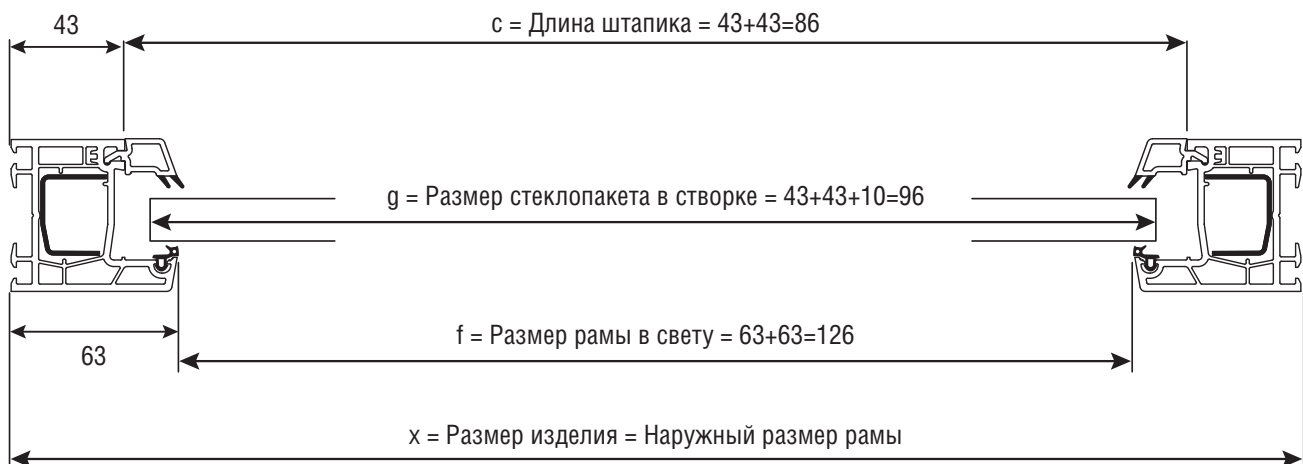 43
c = Длина штапика = 43+43=86
g = Размер стеклопакета в створке = 43+43+10=96
f = Размер рамы в свету = 63+63=126
63
x = Размер изделия = Наружный размер рамы